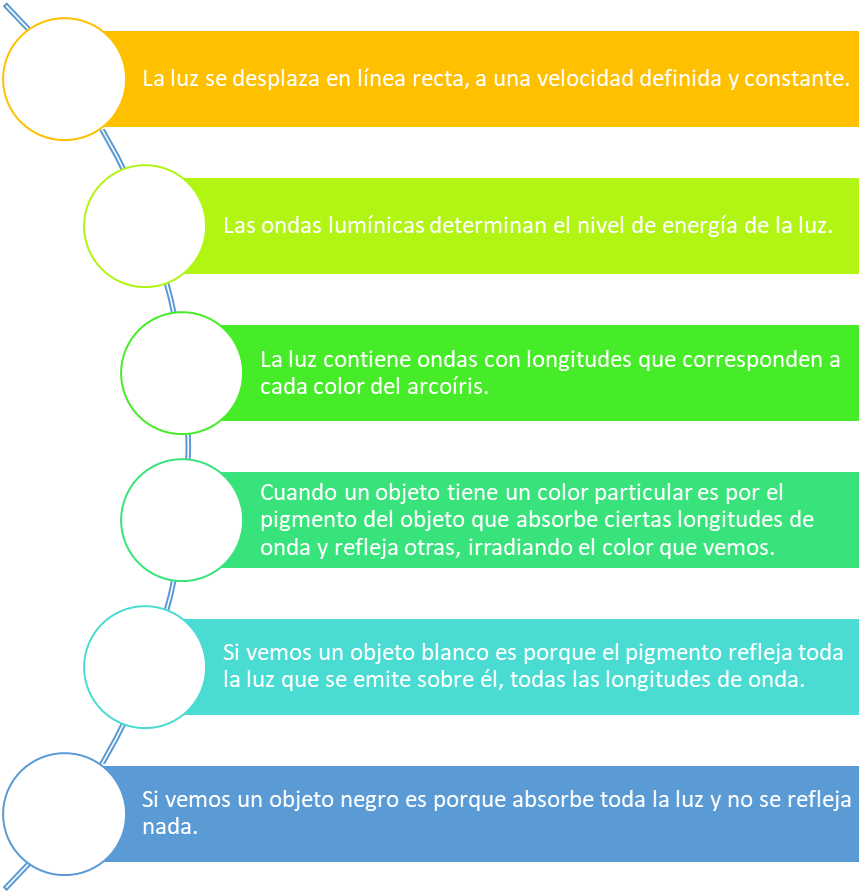 La luz se desplaza en línea recta, a una velocidad definida y constante.
Las ondas lumínicas determinan el nivel de energía de la luz.
La luz contiene ondas con longitudes que corresponden a
cada color del arcoíris.
Cuando un objeto tiene un color particular es por el
pigmento del objeto que absorbe ciertas longitudes de
onda y refleja otras, irradiando el color que vemos.
Si vemos un objeto blanco es porque el pigmento refleja toda
la luz que se emite sobre él, todas las longitudes de onda.
Si vemos un objeto negro es porque absorbe toda la luz y no se refleja
nada.